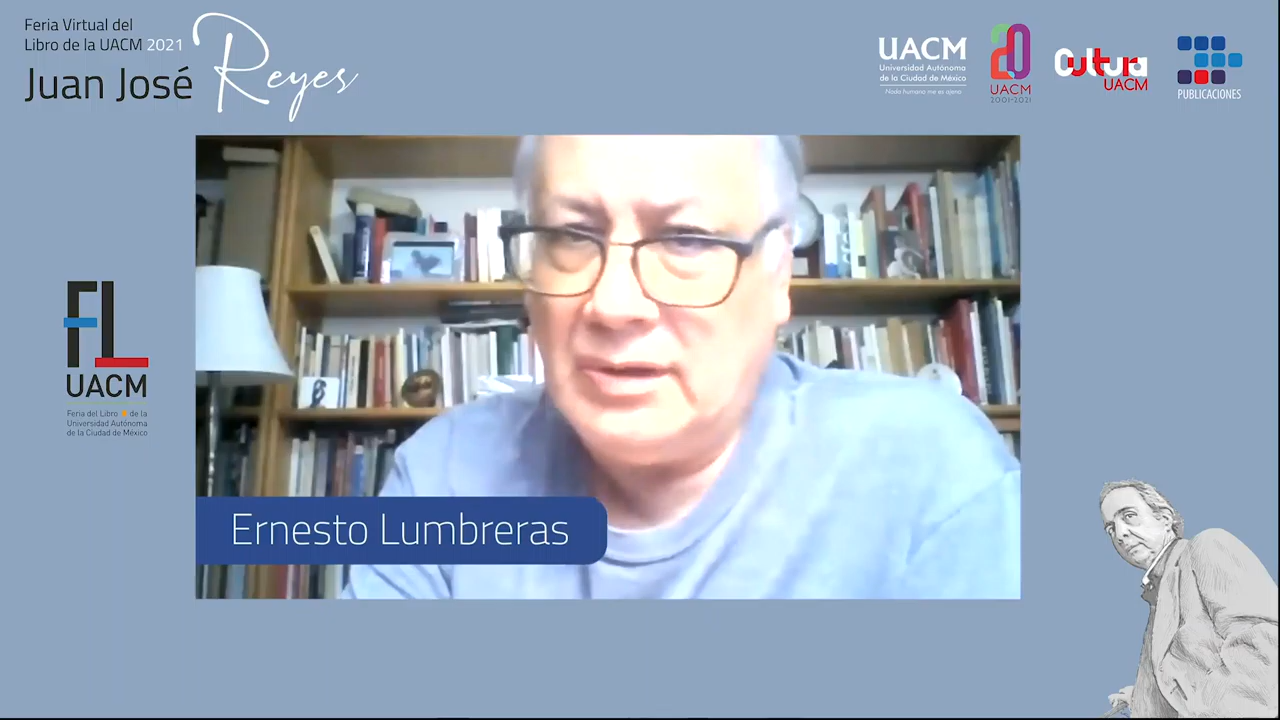 Feria Virtual del
Libro de la UACM 2021
Juan José Reyes
UACM
Universidad Autónoma
de la Ciudad de México
Nada humano me es ajeno
20
UACM
2001-2021
Cultura
UACM
PUBLICACIONES
FL
UACM
Feria del Libro de la
Universidad Autónoma
de la Ciudad de México
8
Ernesto Lumbreras